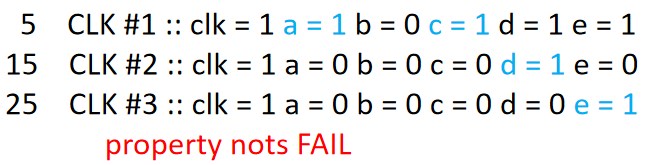 5 CLK #1 :: clk = 1 a = 1 b = 0 c = 1 d = 1 e = 1
15 CLK #2 :: clk = 1 a = 0 b = 0 c = 0 d = 1 e = 0
25 CLK #3 :: clk = 1 a = 0 b = 0 c = 0 d = 0 e = 1
property nots FAIL